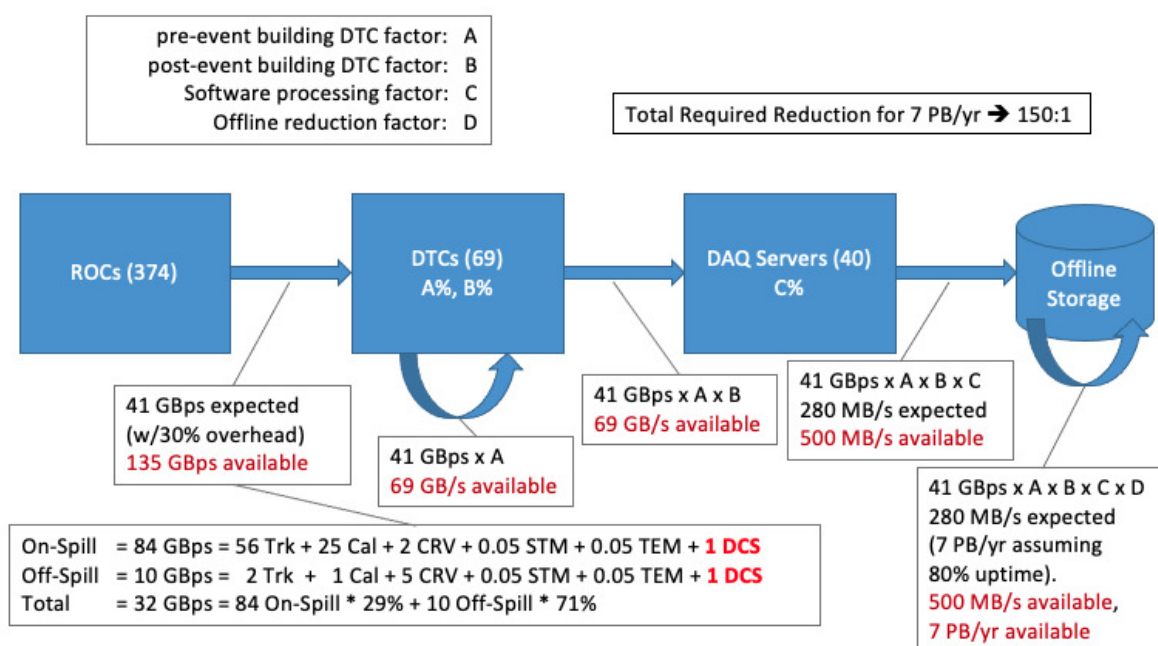 pre-event building DTC factor: A
post-event building DTC factor: B
Software processing factor: C
Offline reduction factor: D
Total Required Reduction for 7 PB/yr ➔ 150:1
ROCs (374)
DTCs (69)
A%, B%
DAQ Servers (40)
C%
Offline
Storage
41 GBps expected
(w/30% overhead)
135 GBps available
41 GBps x A
69 GB/s available
41 GBps x A x B
69 GB/s available
41 GBps x A x B x C
280 MB/s expected
500 MB/s available
41 GBps x A x B x C x D
280 MB/s expected
(7 PB/yr assuming
80% uptime).
500 MB/s available,
7 PB/yr available
On-Spill = 84 GBps = 56 Trk + 25 Cal + 2 CRV + 0.05 STM + 0.05 TEM + 1 DCS
Off-Spill = 10 GBps = 2 Trk + 1 Cal + 5 CRV + 0.05 STM + 0.05 TEM + 1 DCS
Total = 32 GBps = 84 On-Spill * 29% + 10 Off-Spill * 71%